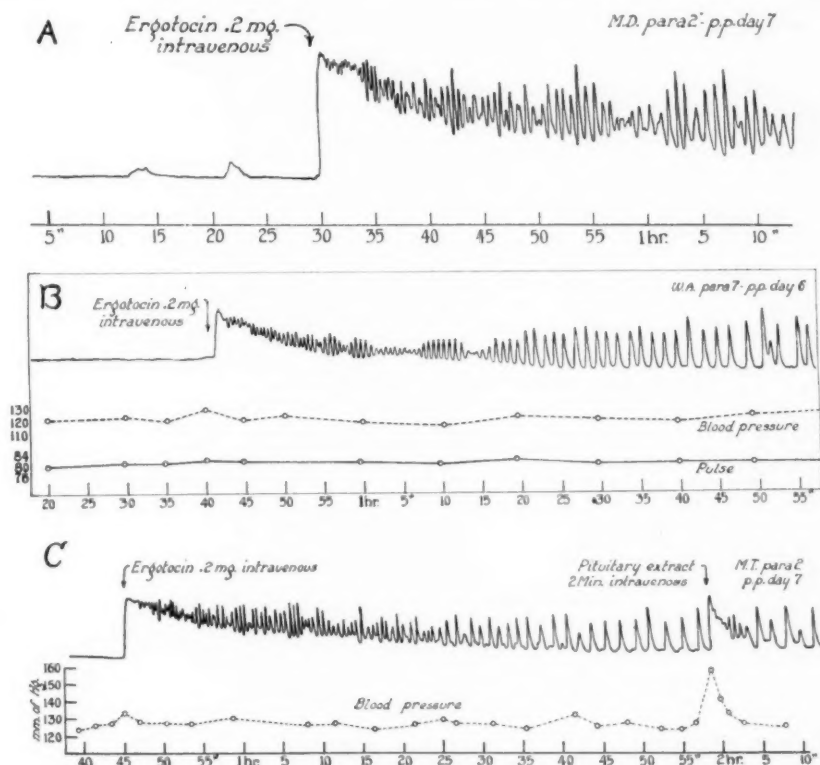 A
Ergotocin .2 mg.
intravenous
M.D. para 2 - p.p. day 7
5" 10 15 20 25 30 35 40 45 50 55 1hr. 5 10"
B
Ergotocin .2 mg.
intravenous
W.A. para 7 - p.p. day 6
130
120
110
Blood pressure
84
80
76
Pulse
20 25 30 35 40 45 50 55 1hr. 5" 10 15 20 25 30 35 40 45 50 55"
C
Ergotocin .2 mg. intravenous
Pituitary extract
2 Min. intravenous
M.T. para 2
p.p. day 7
160
150
140
130
120
mm. of Hg.
Blood pressure
40 45 50 55" 1hr. 5 10 15 20 25 30 35 40 45 50 55" 2hr. 5 10"